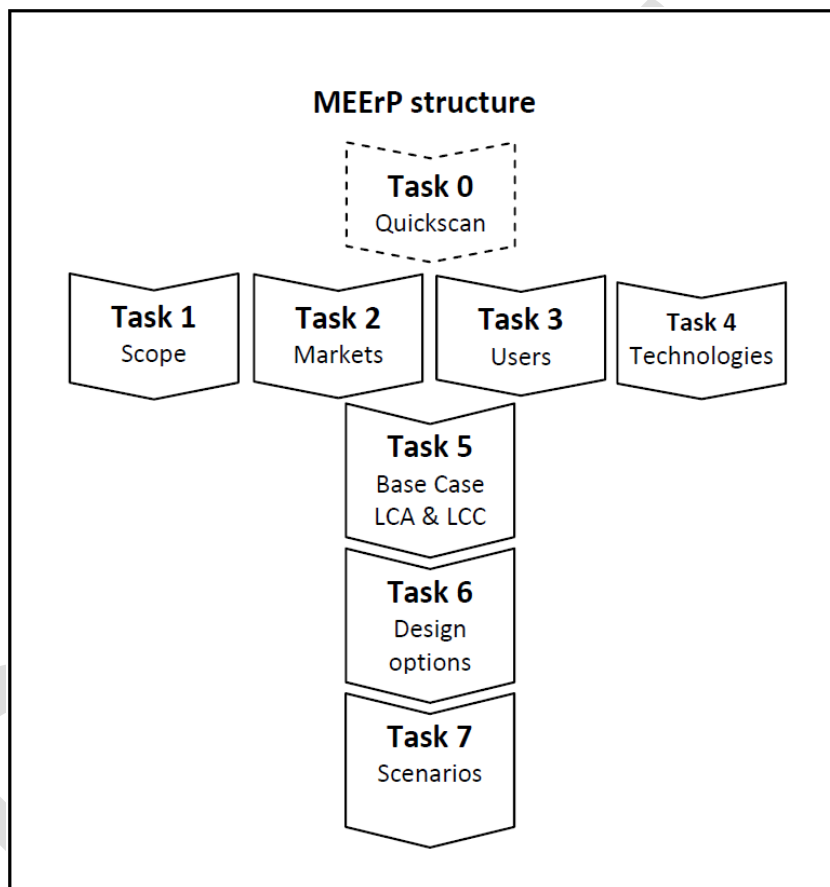 MEErP structure
Task 0
Quickscan
Task 1
Scope
Task 2
Markets
Task 3
Users
Task 4
Technologies
Task 5
Base Case
LCA & LCC
Task 6
Design
options
Task 7
Scenarios